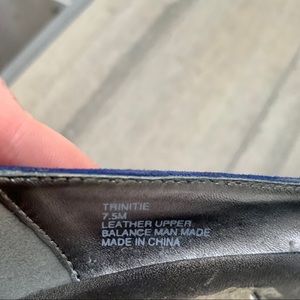 TRINITIE
7.5M
LEATHER UPPER
BALANCE MAN MADE
MADE IN CHINA